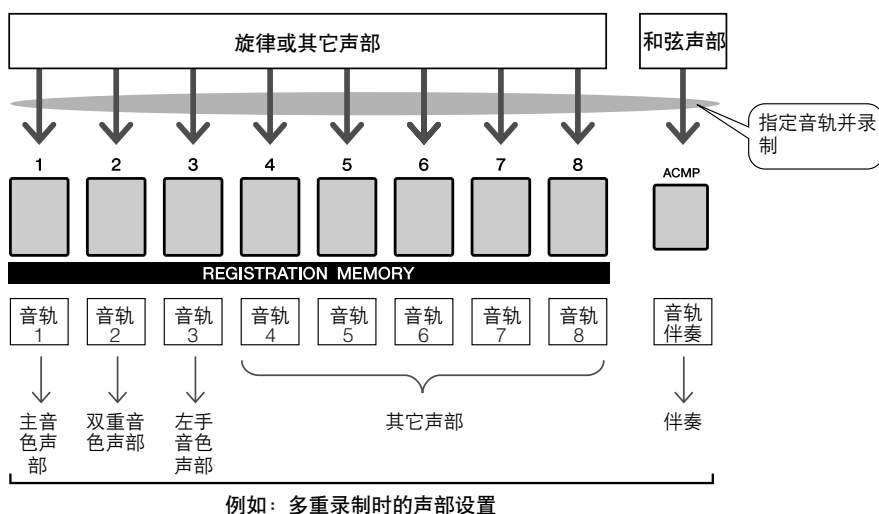 旋律或其它声部
和弦声部
指定音轨并录
制
1 2 3 4 5 6 7 8
ACMP
REGISTRATION MEMORY
音轨
1
音轨
2
音轨
3
音轨
4
音轨
5
音轨
6
音轨
7
音轨
8
音轨
伴奏
主音
色声
部
双重音
色声部
左手
音色
声部
其它声部
伴奏
例如：多重录制时的声部设置